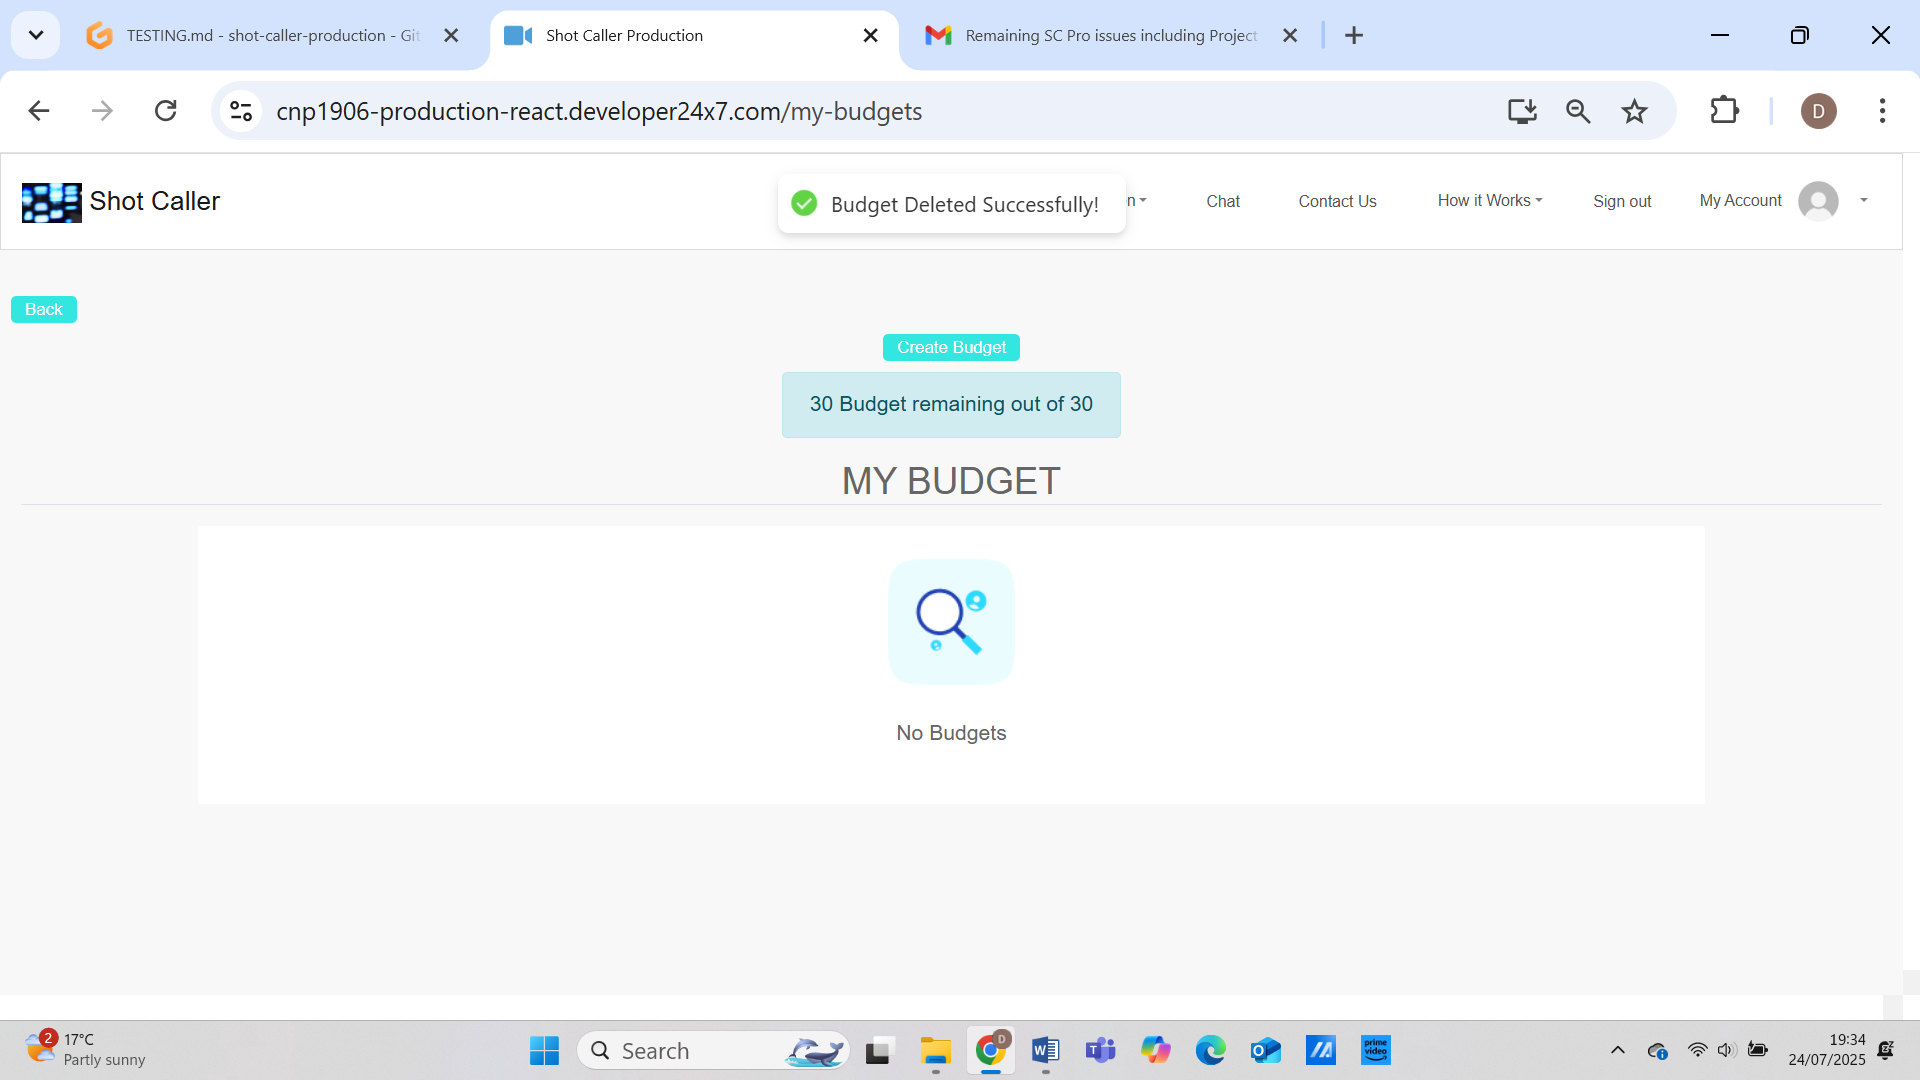 TESTING.md - shot-caller-production - Git
Shot Caller Production
Remaining SC Pro issues including Project
cnp1906-production-react.developer24x7.com/my-budgets
D
Shot Caller
Budget Deleted Successfully!
n
Chat
Contact Us
How it Works
Sign out
My Account
Back
Create Budget
30 Budget remaining out of 30
MY BUDGET
No Budgets
2
17°C
Partly sunny
Search
D
prime
video
19:34
24/07/2025